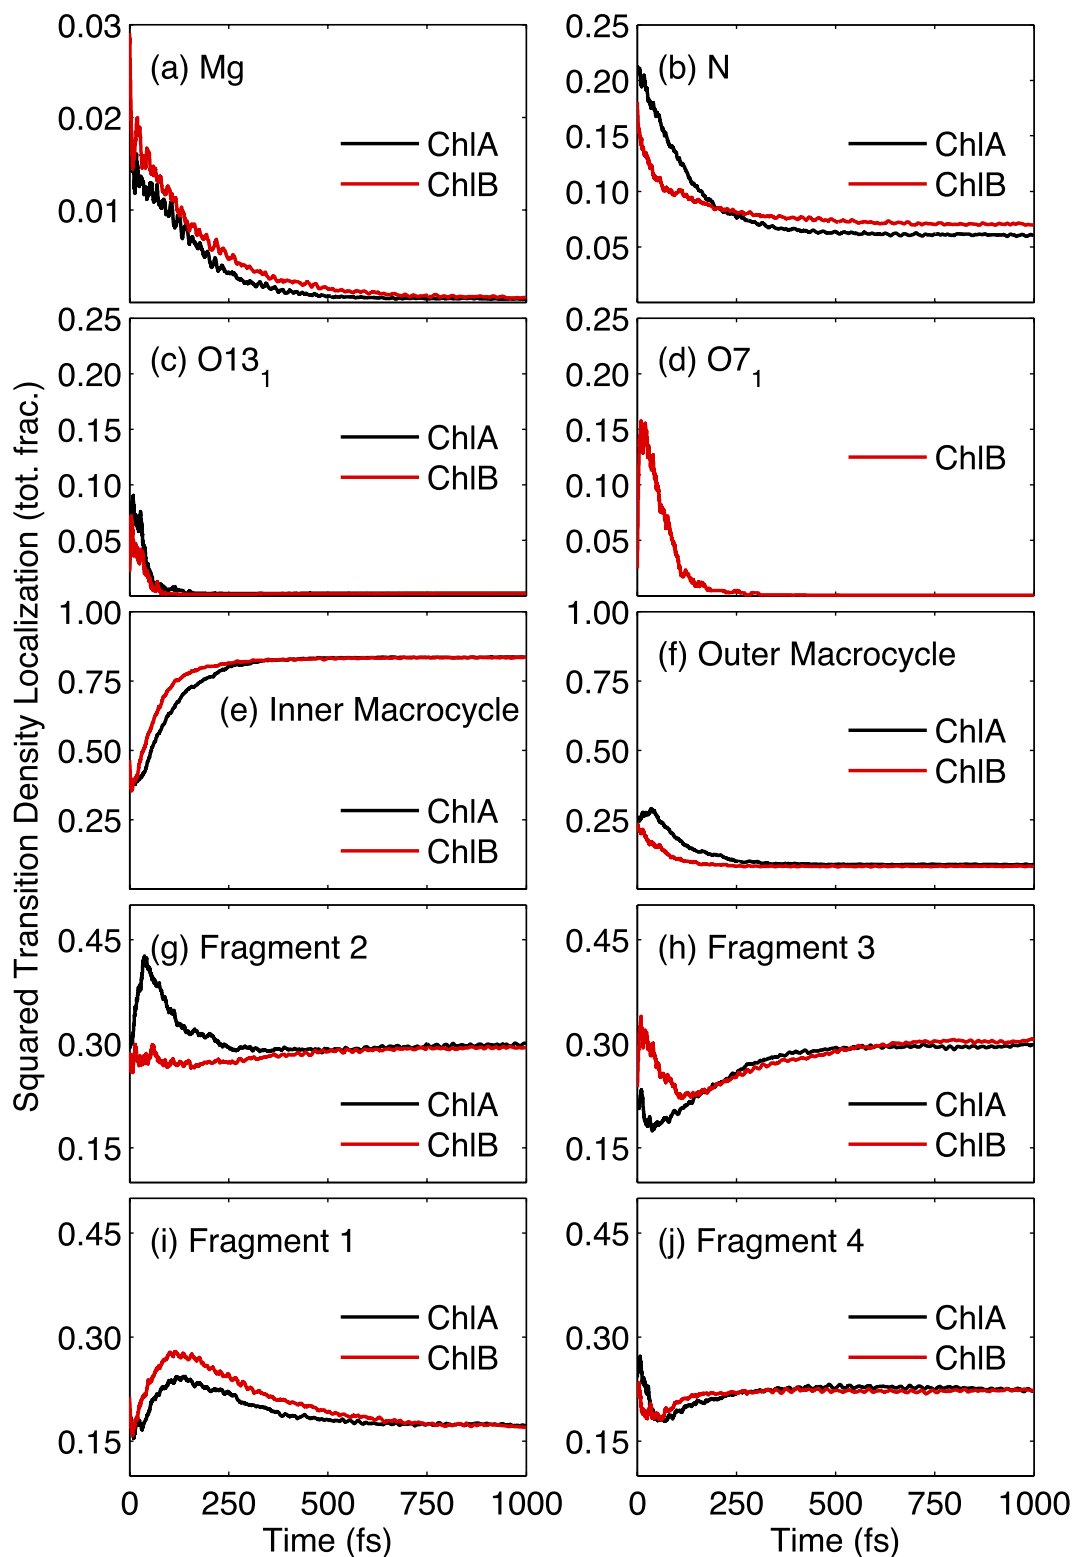 Squared Transition Density Localization (tot. frac.)
0.03
0.02
0.01
(a) Mg
ChlA
ChlB
0.25
0.20
0.15
0.10
0.05
(b) N
ChlA
ChlB
0.25
0.20
0.15
0.10
0.05
(c) O13₁
ChlA
ChlB
0.25
0.20
0.15
0.10
0.05
(d) O7₁
ChlB
1.00
0.75
0.50
0.25
(e) Inner Macrocycle
ChlA
ChlB
1.00
0.75
0.50
0.25
(f) Outer Macrocycle
ChlA
ChlB
0.45
0.30
0.15
(g) Fragment 2
ChlA
ChlB
0.45
0.30
0.15
(h) Fragment 3
ChlA
ChlB
0.45
0.30
0.15
(i) Fragment 1
ChlA
ChlB
0 250 500 750 1000
Time (fs)
0.45
0.30
0.15
(j) Fragment 4
ChlA
ChlB
0 250 500 750 1000
Time (fs)